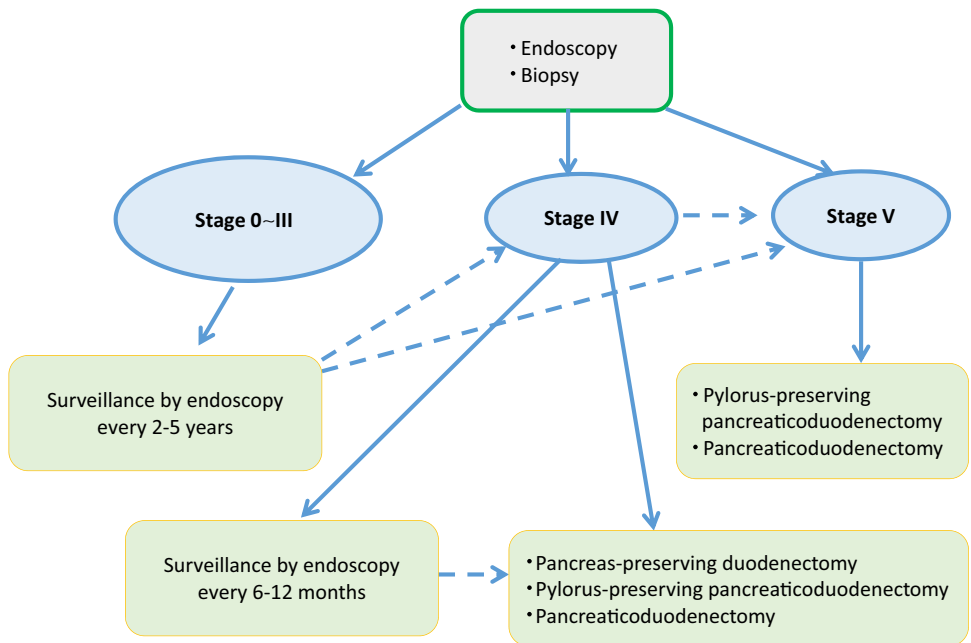 • Endoscopy
• Biopsy
Stage 0~III
Stage IV
Stage V
Surveillance by endoscopy
every 2-5 years
• Pylorus-preserving
pancreaticoduodenectomy
• Pancreaticoduodenectomy
Surveillance by endoscopy
every 6-12 months
• Pancreas-preserving duodenectomy
• Pylorus-preserving pancreaticoduodenectomy
• Pancreaticoduodenectomy